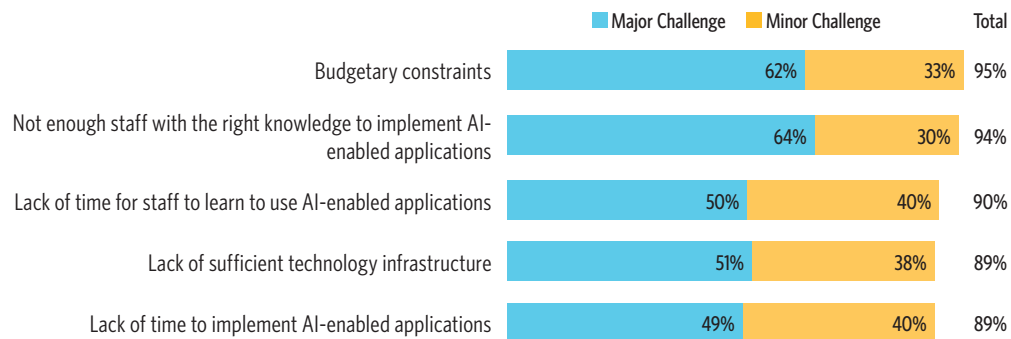 Major Challenge Minor Challenge Total
Budgetary constraints 62% 33% 95%
Not enough staff with the right knowledge to implement AI-
enabled applications 64% 30% 94%
Lack of time for staff to learn to use AI-enabled applications 50% 40% 90%
Lack of sufficient technology infrastructure 51% 38% 89%
Lack of time to implement AI-enabled applications 49% 40% 89%